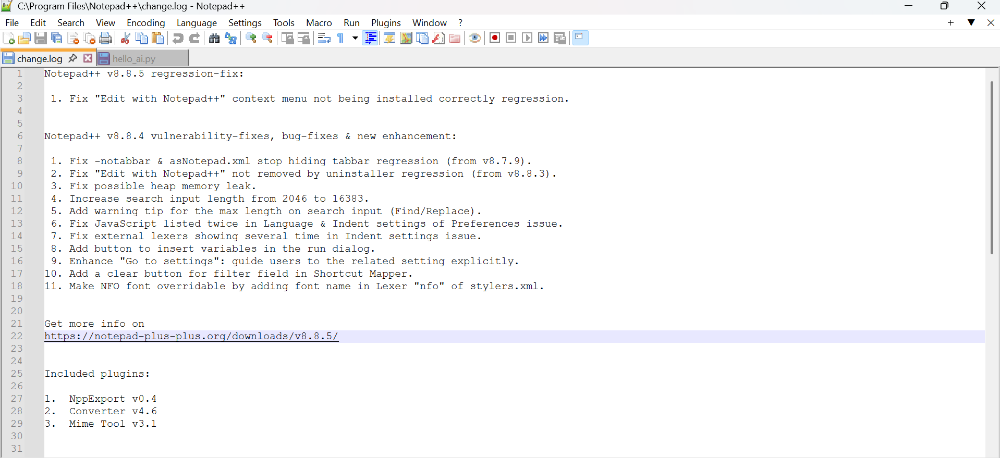 C:\Program Files\Notepad++\change.log - Notepad++
File Edit Search View Encoding Language Settings Tools Macro Run Plugins Window ?
change.log hello_ai.py
1 Notepad++ v8.8.5 regression-fix:
2
3 1. Fix "Edit with Notepad++" context menu not being installed correctly regression.
4
5
6 Notepad++ v8.8.4 vulnerability-fixes, bug-fixes & new enhancement:
7
8 1. Fix -notabbar & asNotepad.xml stop hiding tabbar regression (from v8.7.9).
9 2. Fix "Edit with Notepad++" not removed by uninstaller regression (from v8.8.3).
10 3. Fix possible heap memory leak.
11 4. Increase search input length from 2046 to 16383.
12 5. Add warning tip for the max length on search input (Find/Replace).
13 6. Fix JavaScript listed twice in Language & Indent settings of Preferences issue.
14 7. Fix external lexers showing several time in Indent settings issue.
15 8. Add button to insert variables in the run dialog.
16 9. Enhance "Go to settings": guide users to the related setting explicitly.
17 10. Add a clear button for filter field in Shortcut Mapper.
18 11. Make NFO font overridable by adding font name in Lexer "nfo" of stylers.xml.
19
20
21 Get more info on
22 https://notepad-plus-plus.org/downloads/v8.8.5/
23
24
25 Included plugins:
26
27 1. NppExport v0.4
28 2. Converter v4.6
29 3. Mime Tool v3.1
30
31